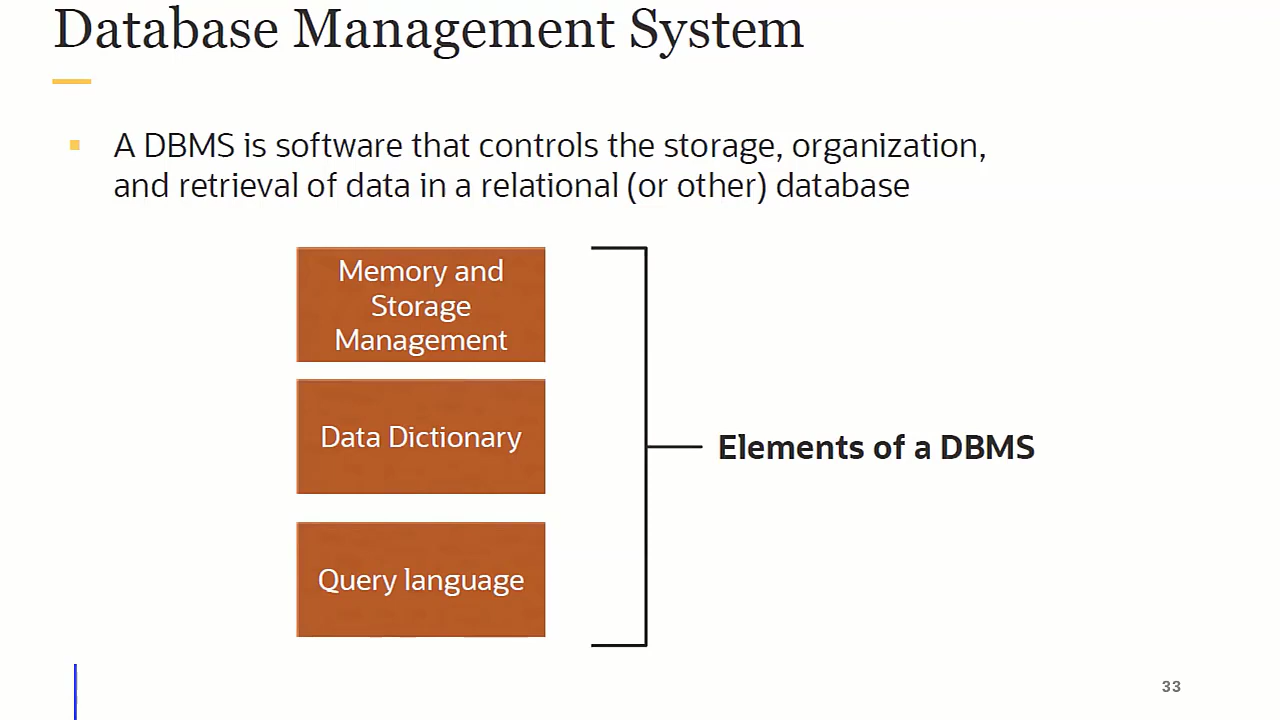 Database Management System
A DBMS is software that controls the storage, organization,
and retrieval of data in a relational (or other) database
Memory and
Storage
Management
Data Dictionary
Elements of a DBMS
Query language
33